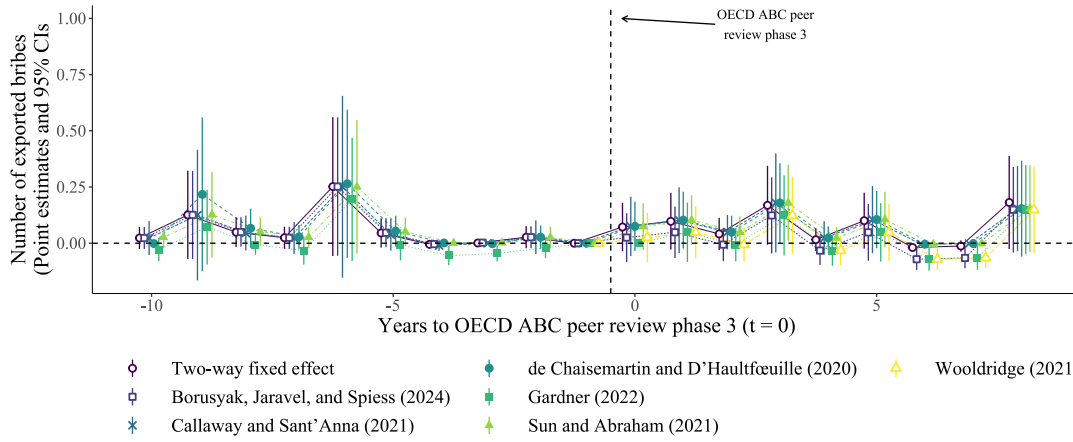 OECD ABC peer
review phase 3
1.00
0.75
0.50
0.25
0.00
Number of exported bribes
(Point estimates and 95% CIs)
-10
-5
0
5
Years to OECD ABC peer review phase 3 (t = 0)
Two-way fixed effect
de Chaisemartin and D’Haultfœuille (2020)
Wooldridge (2021
Borusyak, Jaravel, and Spiess (2024)
Gardner (2022)
Callaway and Sant’Anna (2021)
Sun and Abraham (2021)